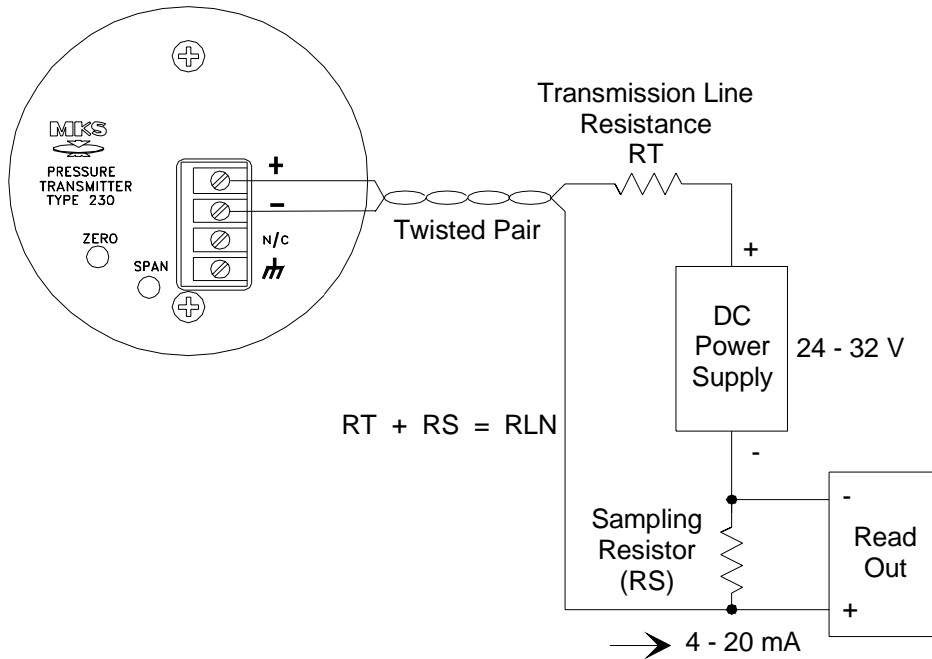 MKS
PRESSURE
TRANSMITTER
TYPE 230
ZERO
SPAN
+
-
N/C
Twisted Pair
Transmission Line
Resistance
RT
+
DC
Power
Supply
24 - 32 V
-
RT + RS = RLN
Sampling
Resistor
(RS)
-
Read
Out
+
4 - 20 mA